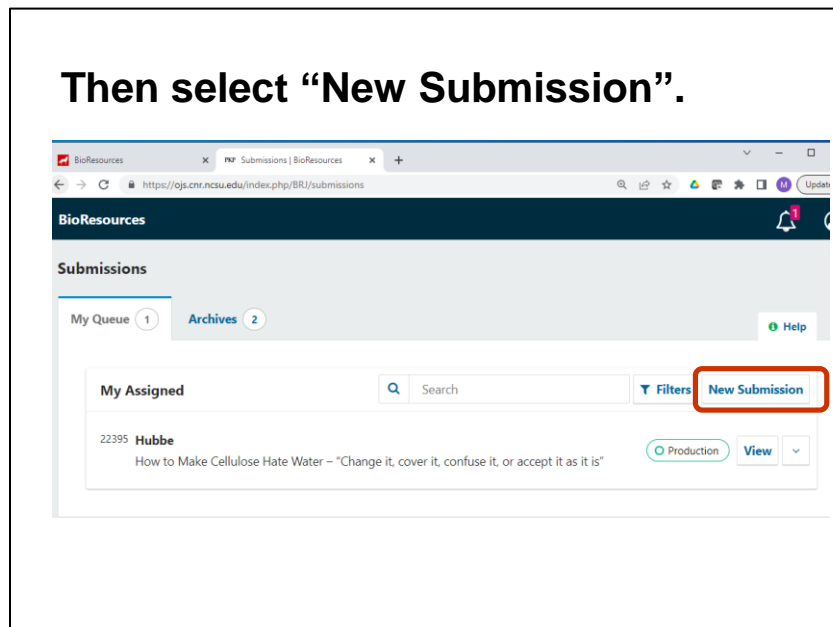 Then select “New Submission”.
BioResources
PKP Submissions | BioResources
https://ojs.cnr.ncsu.edu/index.php/BRJ/submissions
M
Update
BioResources
1
Submissions
My Queue 1
Archives 2
Help
My Assigned
Search
Filters
New Submission
22395 Hubbe
How to Make Cellulose Hate Water – “Change it, cover it, confuse it, or accept it as it is”
Production
View